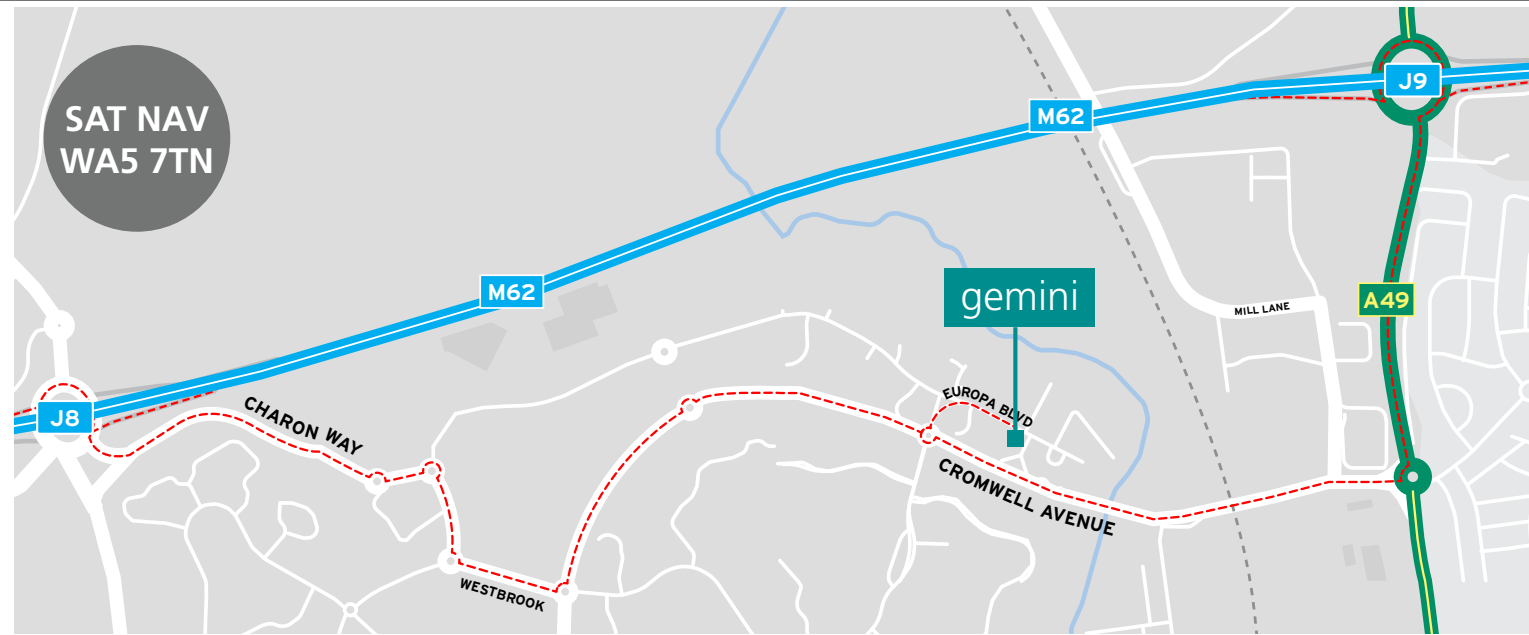 SAT NAV
WA5 7TN
J9
M62
M62
gemini
A49
MILL LANE
J8
CHARON WAY
EUROPA BLVD
CROMWELL AVENUE
WESTBROOK